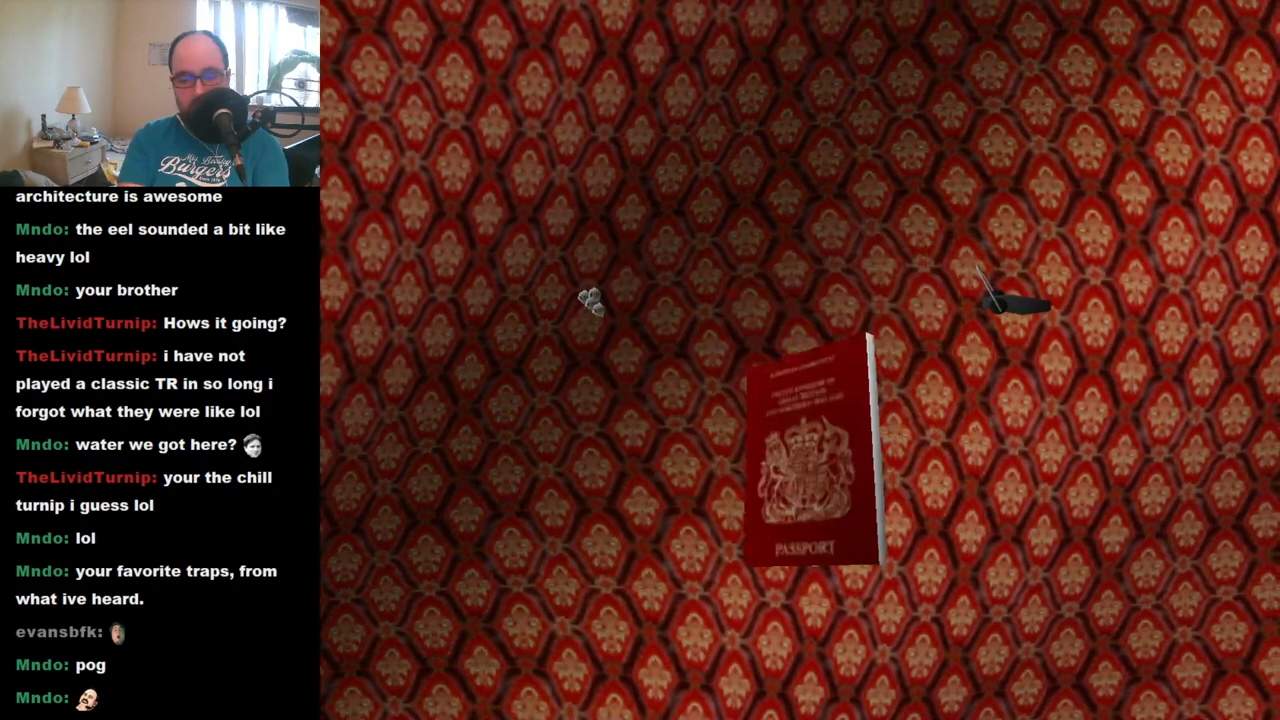 Burgers
architecture is awesome
Mndo: the eel sounded a bit like
heavy lol
Mndo: your brother
TheLividTurnip: Hows it going?
TheLividTurnip: i have not
played a classic TR in so long i
forgot what they were like lol
Mndo: water we got here?
TheLividTurnip: your the chill
turnip i guess lol
Mndo: lol
Mndo: your favorite traps, from
what ive heard.
evansbfk:
Mndo: pog
Mndo:
PASSPORT